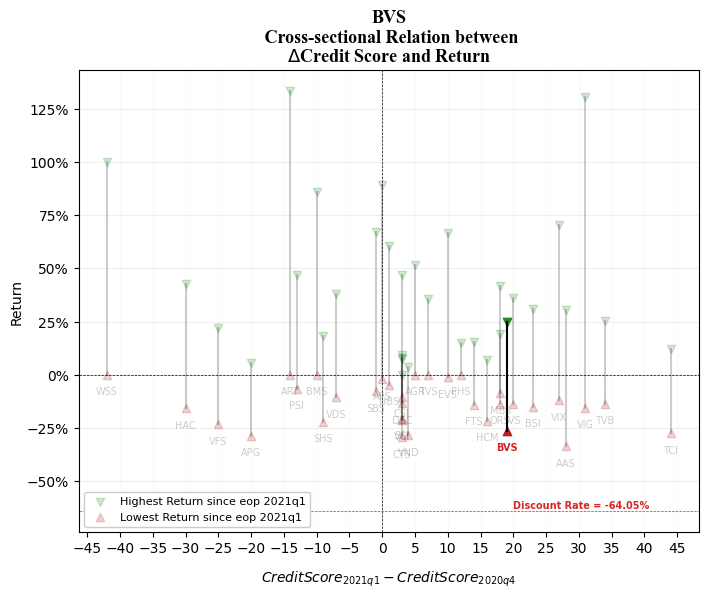 BVS
Cross-sectional Relation between
ΔCredit Score and Return
Return
125%
100%
75%
50%
25%
0%
−25%
−50%
WSS
HAC
VFS
APG
PSI
BMS
SHS
VDS
SBS
AGR
TVS
EVS
PHS
FTS
HCM
BVS
BSI
VIX
AAS
VIG
TVB
TCI
CTS
VND
Discount Rate = -64.05%
Highest Return since eop 2021q1
Lowest Return since eop 2021q1
−45 −40 −35 −30 −25 −20 −15 −10 −5 0 5 10 15 20 25 30 35 40 45
CreditScore2021q1 − CreditScore2020q4